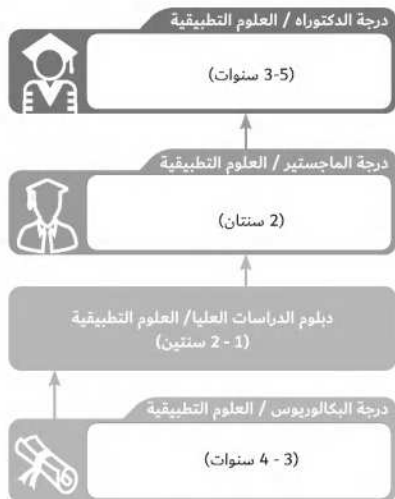 درجة الدكتوراه / العلوم التطبيقية
(3-5 سنوات)
درجة الماجستير / العلوم التطبيقية
(2 سنتان)
دبلوم الدراسات العليا/ العلوم التطبيقية
(1 - 2 سنتين)
درجة البكالوريوس / العلوم التطبيقية
(3 - 4 سنوات)